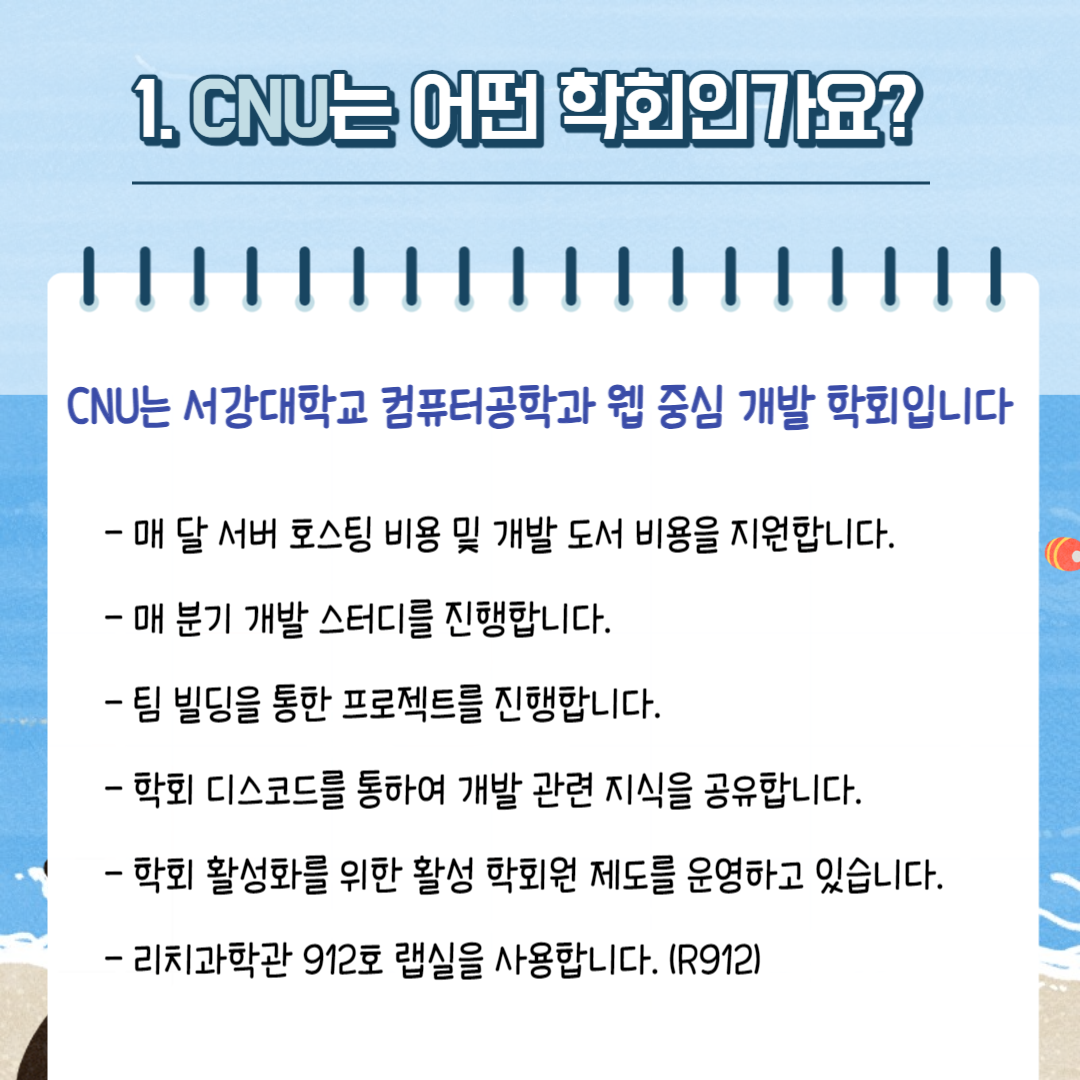 1. CNU는 어떤 학회인가요?
CNU는 서강대학교 컴퓨터공학과 웹 중심 개발 학회입니다
- 매 달 서버 호스팅 비용 및 개발 도서 비용을 지원합니다.
- 매 분기 개발 스터디를 진행합니다.
- 팀 빌딩을 통한 프로젝트를 진행합니다.
- 학회 디스코드를 통하여 개발 관련 지식을 공유합니다.
- 학회 활성화를 위한 활성 학회원 제도를 운영하고 있습니다.
- 리치과학관 912호 랩실을 사용합니다. (R912)